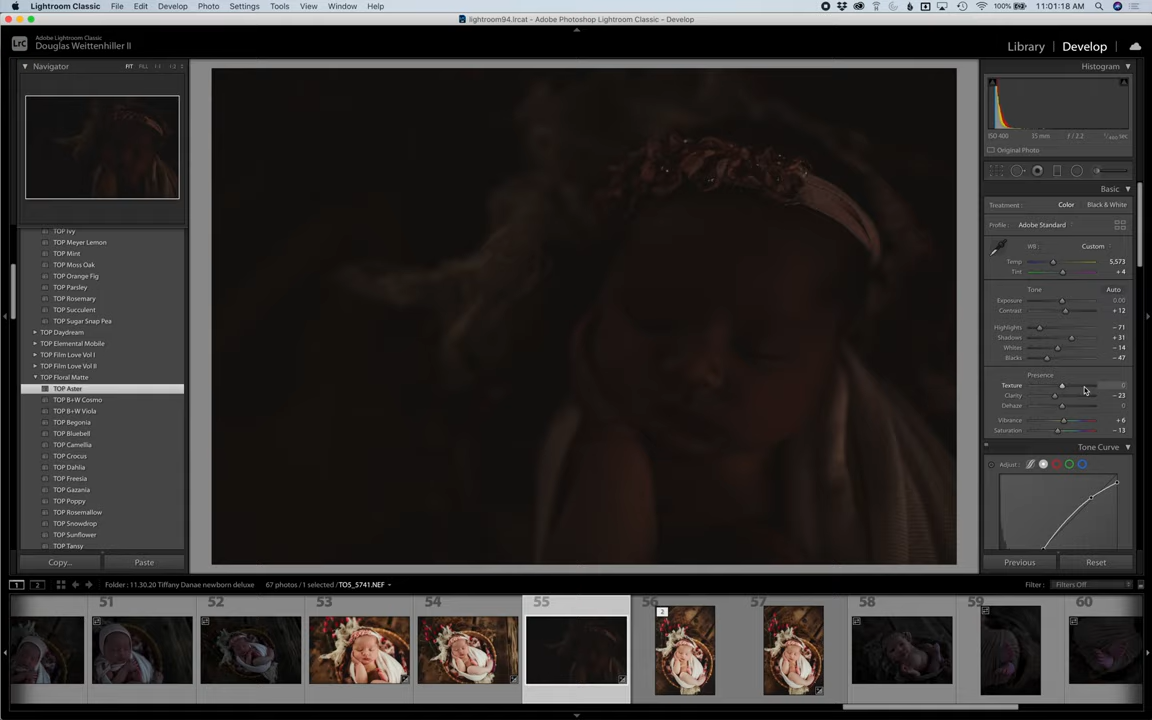 Lightroom Classic File Edit Develop Photo Settings Tools View Window Help 100% 11:01:18 AM
lightroom94.lrcat - Adobe Photoshop Lightroom Classic - Develop
LrC Adobe Lightroom Classic
Douglas Weittenhiller II
Library Develop
Navigator FIT FILL 1:1
Histogram
ISO 400 35 mm f / 2.2
Original Photo
Basic
Treatment: Color Black & White
Profile: Adobe Standard
WB: Custom
Temp 5,573
Tint + 4
Tone Auto
Exposure 0.00
Contrast + 12
Highlights - 71
Shadows + 31
Whites - 14
Blacks - 47
Presence
Texture 0
Clarity - 23
Dehaze 0
Vibrance + 6
Saturation - 13
Tone Curve
Adjust :
TOP Ivy
TOP Meyer Lemon
TOP Mint
TOP Moss Oak
TOP Orange Fig
TOP Parsley
TOP Rosemary
TOP Succulent
TOP Sugar Snap Pea
TOP Daydream
TOP Elemental Mobile
TOP Film Love Vol I
TOP Film Love Vol II
TOP Floral Matte
TOP Aster
TOP B+W Cosmo
TOP B+W Viola
TOP Begonia
TOP Bluebell
TOP Camellia
TOP Crocus
TOP Dahlia
TOP Freesia
TOP Gazania
TOP Poppy
TOP Rosemallow
TOP Snowdrop
TOP Sunflower
TOP Tansy
Copy... Paste
Previous Reset
1 2 Folder : 11.30.20 Tiffany Danae newborn deluxe 67 photos / 1 selected / TOS_5741.NEF Filter : Filters Off
51 52 53 54 55 56 57 58 59 60
2